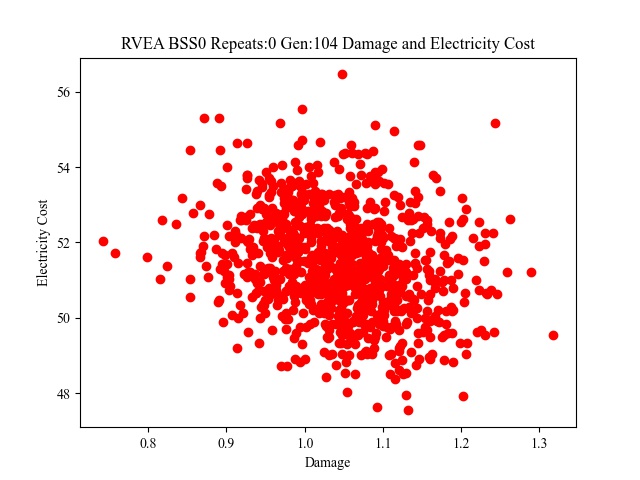 RVEA BSS0 Repeats:0 Gen:104 Damage and Electricity Cost
56
54
52
50
48
Electricity Cost
0.8 0.9 1.0 1.1 1.2 1.3
Damage